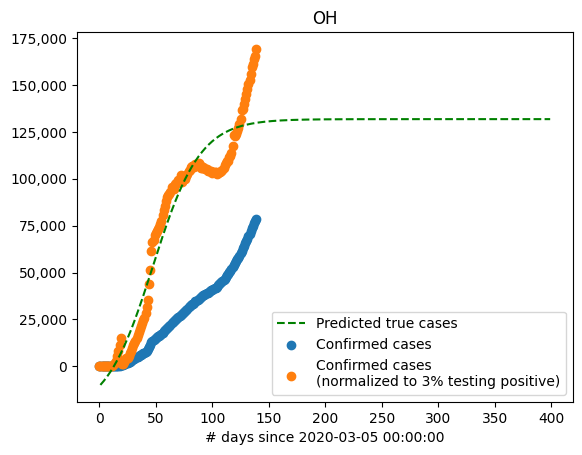 OH
175,000
150,000
125,000
100,000
75,000
50,000
25,000
0
Predicted true cases
Confirmed cases
Confirmed cases
(normalized to 3% testing positive)
0 50 100 150 200 250 300 350 400
# days since 2020-03-05 00:00:00